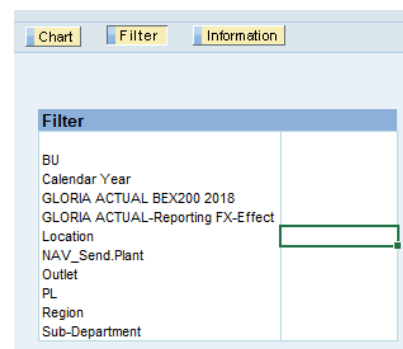 Chart Filter Information
Filter
BU
Calendar Year
GLORIA ACTUAL BEX200 2018
GLORIA ACTUAL-Reporting FX-Effect
Location
NAV_Send.Plant
Outlet
PL
Region
Sub-Department